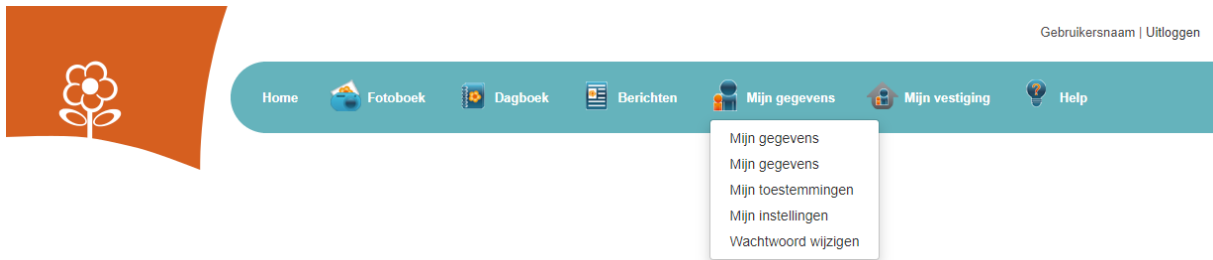 Gebruikersnaam | Uitloggen
Home Fotoboek Dagboek Berichten Mijn gegevens Mijn vestiging Help
Mijn gegevens
Mijn gegevens
Mijn toestemmingen
Mijn instellingen
Wachtwoord wijzigen